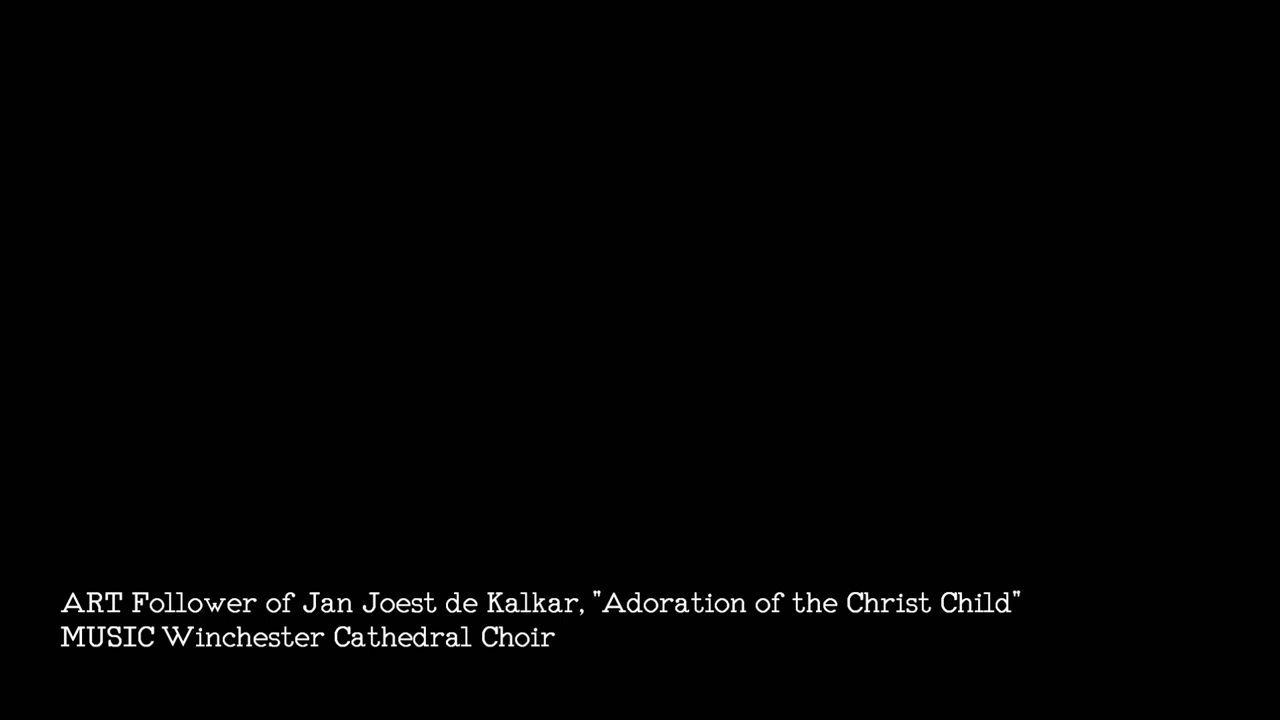 ART Follower of Jan Joest de Kalkar, "Adoration of the Christ Child"
MUSIC Winchester Cathedral Choir